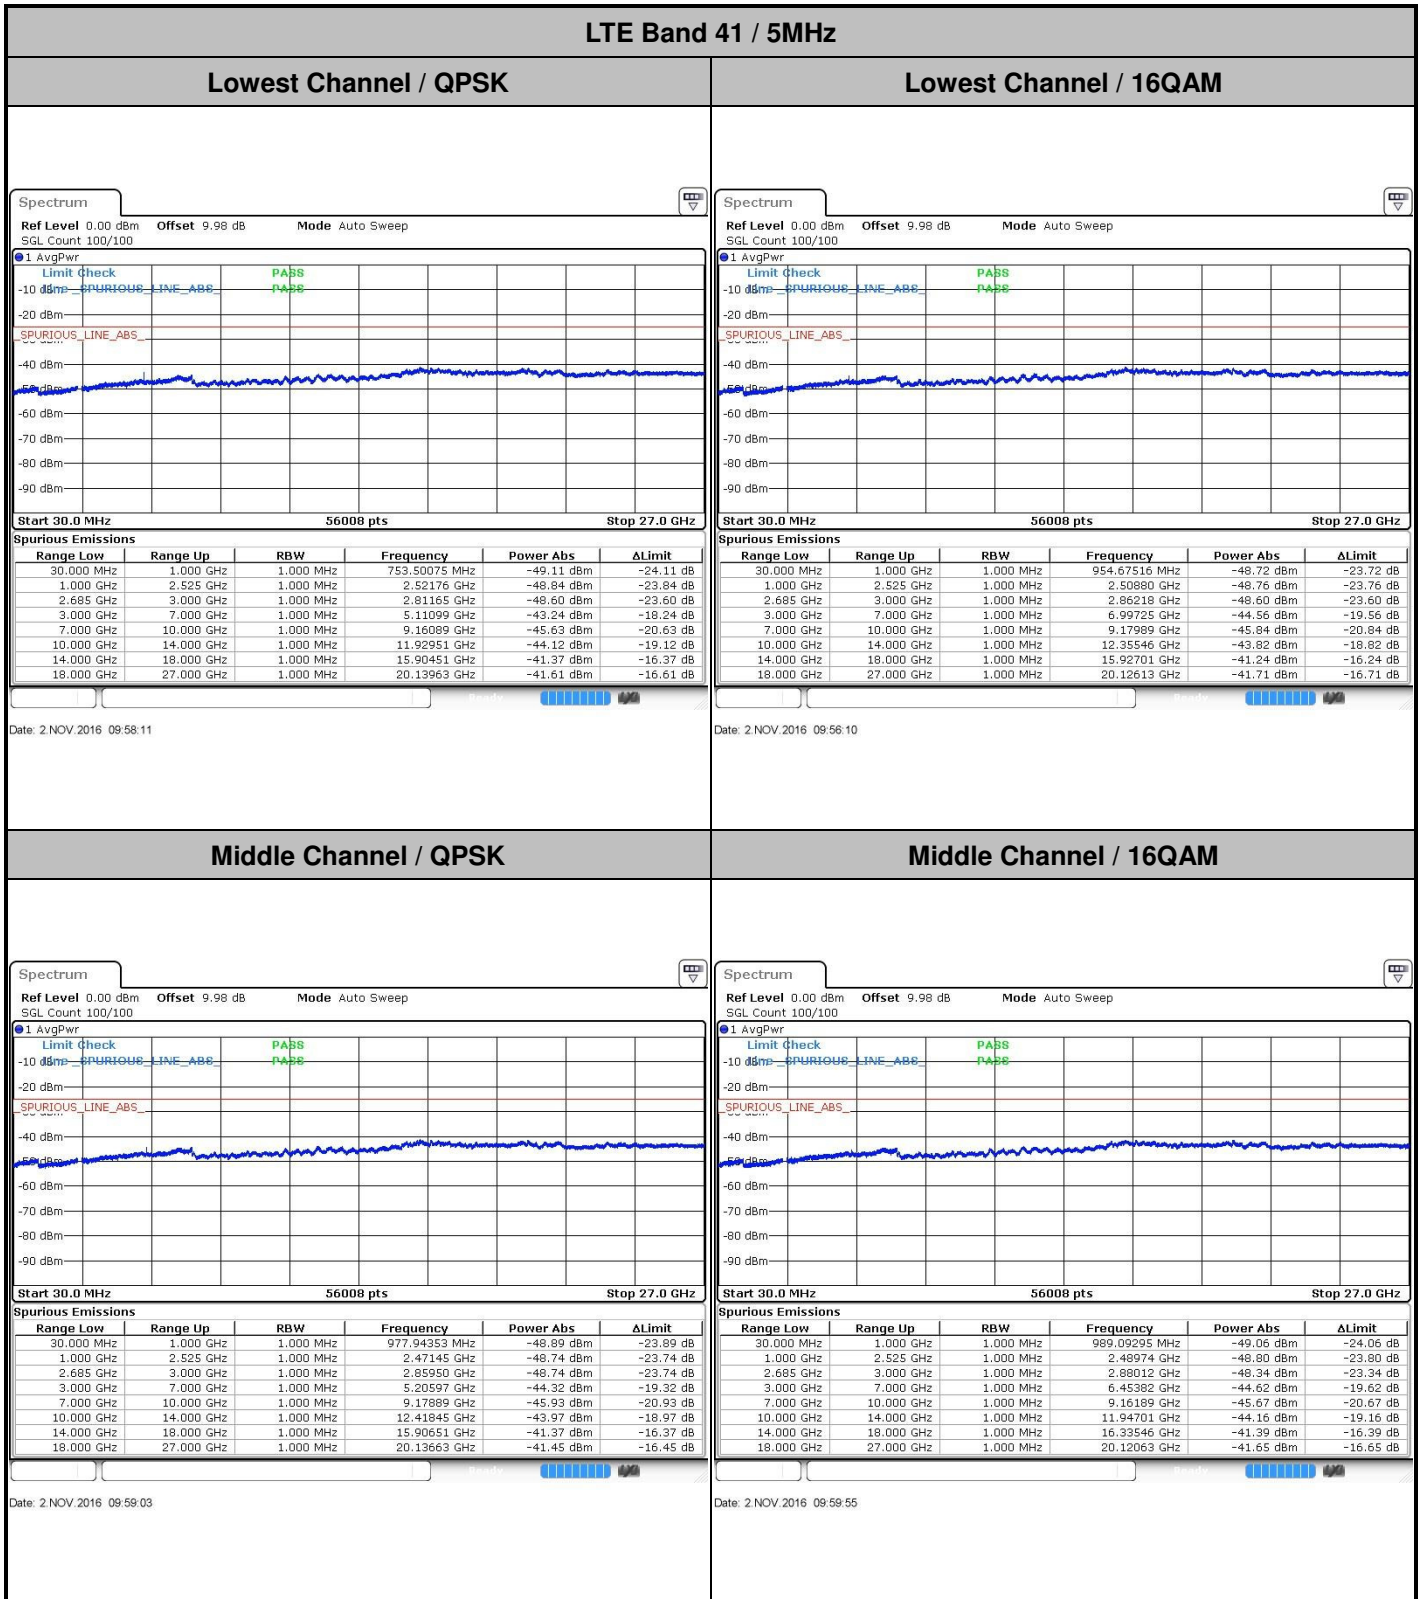 LTE Band 41 / 5MHz
Lowest Channel / QPSK
Lowest Channel / 16QAM
Spectrum
Ref Level 0.00 dBm Offset 9.98 dB Mode Auto Sweep
SGL Count 100/100
1 AvgPwr
Limit Check PASS
Line _SPURIOUS_LINE_ABS_ PASS
-10 dBm
-20 dBm
_SPURIOUS_LINE_ABS_
-40 dBm
-50 dBm
-60 dBm
-70 dBm
-80 dBm
-90 dBm
Start 30.0 MHz 56008 pts Stop 27.0 GHz
Spurious Emissions
Range Low Range Up RBW Frequency Power Abs ΔLimit
30.000 MHz 1.000 GHz 1.000 MHz 753.50075 MHz -49.11 dBm -24.11 dB
1.000 GHz 2.525 GHz 1.000 MHz 2.52176 GHz -48.84 dBm -23.84 dB
2.685 GHz 3.000 GHz 1.000 MHz 2.81165 GHz -48.60 dBm -23.60 dB
3.000 GHz 7.000 GHz 1.000 MHz 5.11099 GHz -43.24 dBm -18.24 dB
7.000 GHz 10.000 GHz 1.000 MHz 9.16089 GHz -45.63 dBm -20.63 dB
10.000 GHz 14.000 GHz 1.000 MHz 11.92951 GHz -44.12 dBm -19.12 dB
14.000 GHz 18.000 GHz 1.000 MHz 15.90451 GHz -41.37 dBm -16.37 dB
18.000 GHz 27.000 GHz 1.000 MHz 20.13963 GHz -41.61 dBm -16.61 dB
Ready
Date: 2.NOV.2016 09:58:11
Spectrum
Ref Level 0.00 dBm Offset 9.98 dB Mode Auto Sweep
SGL Count 100/100
1 AvgPwr
Limit Check PASS
Line _SPURIOUS_LINE_ABS_ PASS
-10 dBm
-20 dBm
_SPURIOUS_LINE_ABS_
-40 dBm
-50 dBm
-60 dBm
-70 dBm
-80 dBm
-90 dBm
Start 30.0 MHz 56008 pts Stop 27.0 GHz
Spurious Emissions
Range Low Range Up RBW Frequency Power Abs ΔLimit
30.000 MHz 1.000 GHz 1.000 MHz 954.67516 MHz -48.72 dBm -23.72 dB
1.000 GHz 2.525 GHz 1.000 MHz 2.50880 GHz -48.76 dBm -23.76 dB
2.685 GHz 3.000 GHz 1.000 MHz 2.86218 GHz -48.60 dBm -23.60 dB
3.000 GHz 7.000 GHz 1.000 MHz 6.99725 GHz -44.56 dBm -19.56 dB
7.000 GHz 10.000 GHz 1.000 MHz 9.17989 GHz -45.84 dBm -20.84 dB
10.000 GHz 14.000 GHz 1.000 MHz 12.35546 GHz -43.82 dBm -18.82 dB
14.000 GHz 18.000 GHz 1.000 MHz 15.92701 GHz -41.24 dBm -16.24 dB
18.000 GHz 27.000 GHz 1.000 MHz 20.12613 GHz -41.71 dBm -16.71 dB
Ready
Date: 2.NOV.2016 09:56:10
Middle Channel / QPSK
Middle Channel / 16QAM
Spectrum
Ref Level 0.00 dBm Offset 9.98 dB Mode Auto Sweep
SGL Count 100/100
1 AvgPwr
Limit Check PASS
Line _SPURIOUS_LINE_ABS_ PASS
-10 dBm
-20 dBm
_SPURIOUS_LINE_ABS_
-40 dBm
-50 dBm
-60 dBm
-70 dBm
-80 dBm
-90 dBm
Start 30.0 MHz 56008 pts Stop 27.0 GHz
Spurious Emissions
Range Low Range Up RBW Frequency Power Abs ΔLimit
30.000 MHz 1.000 GHz 1.000 MHz 977.94353 MHz -48.89 dBm -23.89 dB
1.000 GHz 2.525 GHz 1.000 MHz 2.47145 GHz -48.74 dBm -23.74 dB
2.685 GHz 3.000 GHz 1.000 MHz 2.85950 GHz -48.74 dBm -23.74 dB
3.000 GHz 7.000 GHz 1.000 MHz 5.20597 GHz -44.32 dBm -19.32 dB
7.000 GHz 10.000 GHz 1.000 MHz 9.17889 GHz -45.93 dBm -20.93 dB
10.000 GHz 14.000 GHz 1.000 MHz 12.41845 GHz -43.97 dBm -18.97 dB
14.000 GHz 18.000 GHz 1.000 MHz 15.90651 GHz -41.37 dBm -16.37 dB
18.000 GHz 27.000 GHz 1.000 MHz 20.13663 GHz -41.45 dBm -16.45 dB
Ready
Date: 2.NOV.2016 09:59:03
Spectrum
Ref Level 0.00 dBm Offset 9.98 dB Mode Auto Sweep
SGL Count 100/100
1 AvgPwr
Limit Check PASS
Line _SPURIOUS_LINE_ABS_ PASS
-10 dBm
-20 dBm
_SPURIOUS_LINE_ABS_
-40 dBm
-50 dBm
-60 dBm
-70 dBm
-80 dBm
-90 dBm
Start 30.0 MHz 56008 pts Stop 27.0 GHz
Spurious Emissions
Range Low Range Up RBW Frequency Power Abs ΔLimit
30.000 MHz 1.000 GHz 1.000 MHz 989.09295 MHz -49.06 dBm -24.06 dB
1.000 GHz 2.525 GHz 1.000 MHz 2.48974 GHz -48.80 dBm -23.80 dB
2.685 GHz 3.000 GHz 1.000 MHz 2.88012 GHz -48.34 dBm -23.34 dB
3.000 GHz 7.000 GHz 1.000 MHz 6.45382 GHz -44.62 dBm -19.62 dB
7.000 GHz 10.000 GHz 1.000 MHz 9.16189 GHz -45.67 dBm -20.67 dB
10.000 GHz 14.000 GHz 1.000 MHz 11.94701 GHz -44.16 dBm -19.16 dB
14.000 GHz 18.000 GHz 1.000 MHz 16.33546 GHz -41.39 dBm -16.39 dB
18.000 GHz 27.000 GHz 1.000 MHz 20.12063 GHz -41.65 dBm -16.65 dB
Ready
Date: 2.NOV.2016 09:59:55